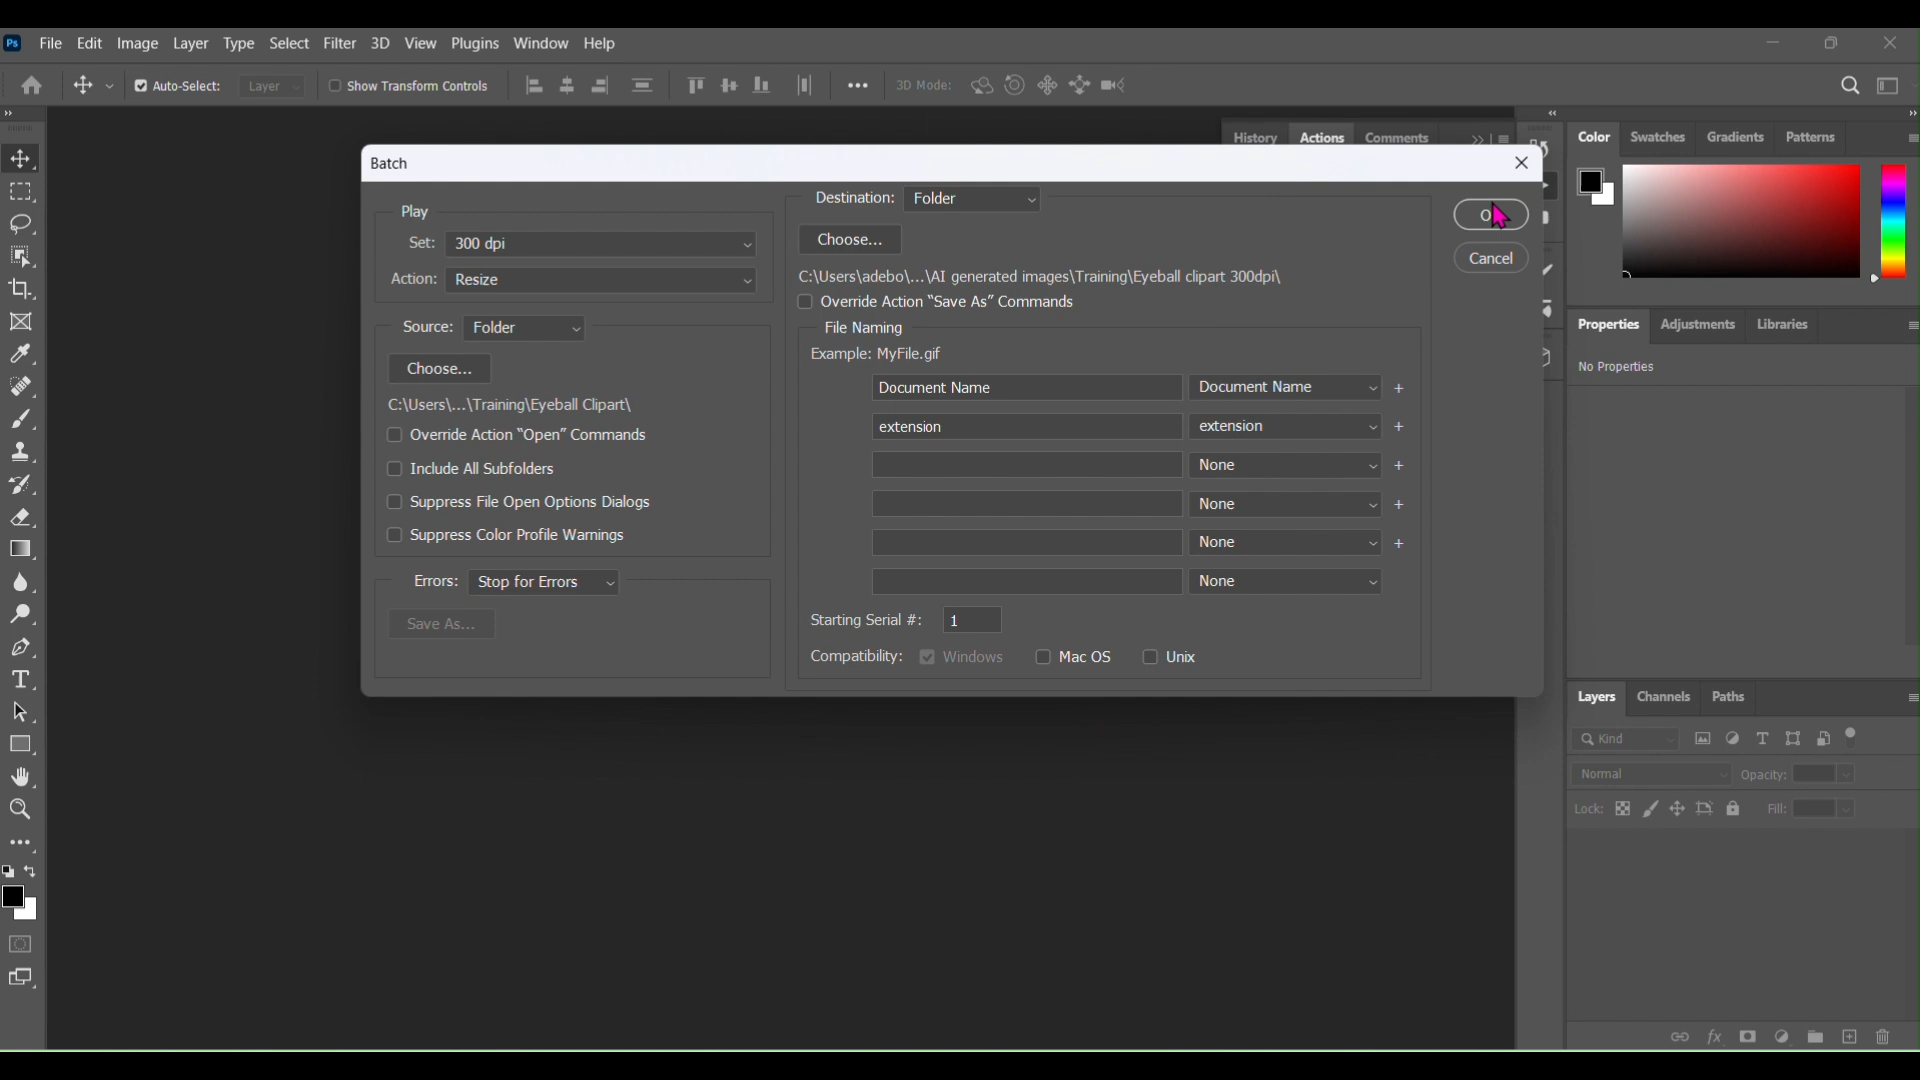 Ps File Edit Image Layer Type Select Filter 3D View Plugins Window Help
Auto-Select: Layer Show Transform Controls 3D Mode:
History Actions Comments
Color Swatches Gradients Patterns
Batch
Play
Set: 300 dpi
Action: Resize
Source: Folder
Choose...
C:\Users\...\Training\Eyeball Clipart\
Override Action "Open" Commands
Include All Subfolders
Suppress File Open Options Dialogs
Suppress Color Profile Warnings
Errors: Stop for Errors
Save As...
Destination: Folder
Choose...
C:\Users\adebo\...\AI generated images\Training\Eyeball clipart 300dpi\
Override Action "Save As" Commands
File Naming
Example: MyFile.gif
Document Name Document Name +
extension extension +
None +
None +
None +
None
Starting Serial #: 1
Compatibility: Windows Mac OS Unix
Cancel
Properties Adjustments Libraries
No Properties
Layers Channels Paths
Kind
Normal Opacity:
Lock: Fill:
fx